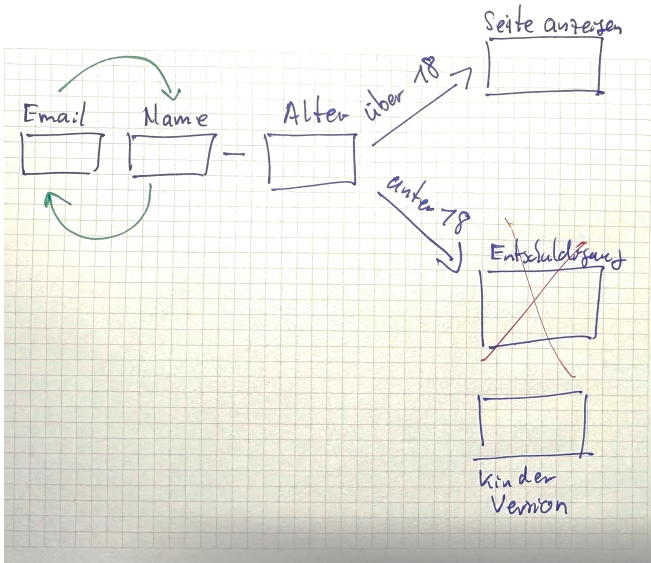 Seite anzeigen
Email
Name
Alter
über 18
unter 18
Entschuldigung
Kinder
Version